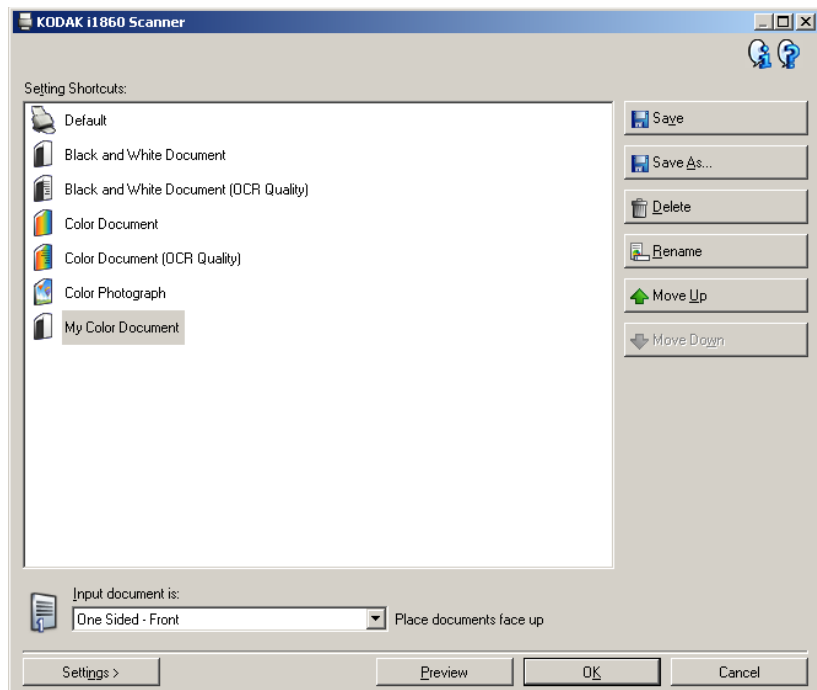 KODAK i1860 Scanner
Setting Shortcuts:
Default
Black and White Document
Black and White Document (OCR Quality)
Color Document
Color Document (OCR Quality)
Color Photograph
My Color Document
Save
Save As...
Delete
Rename
Move Up
Move Down
Input document is:
One Sided - Front
Place documents face up
Settings >
Preview
OK
Cancel